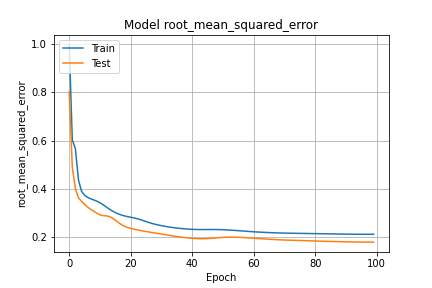 Model root_mean_squared_error
Train
Test
root_mean_squared_error
1.0
0.8
0.6
0.4
0.2
0 20 40 60 80 100
Epoch